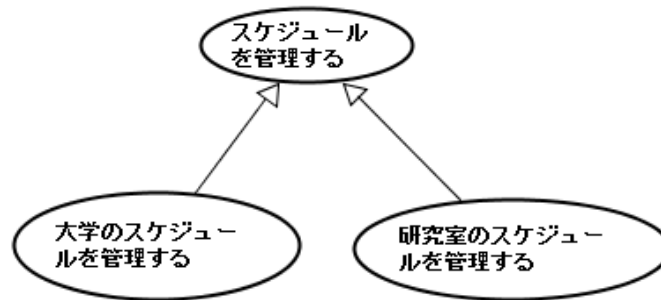 スケジュール
を管理する
大学のスケジュー
ルを管理する
研究室のスケジュー
ルを管理する